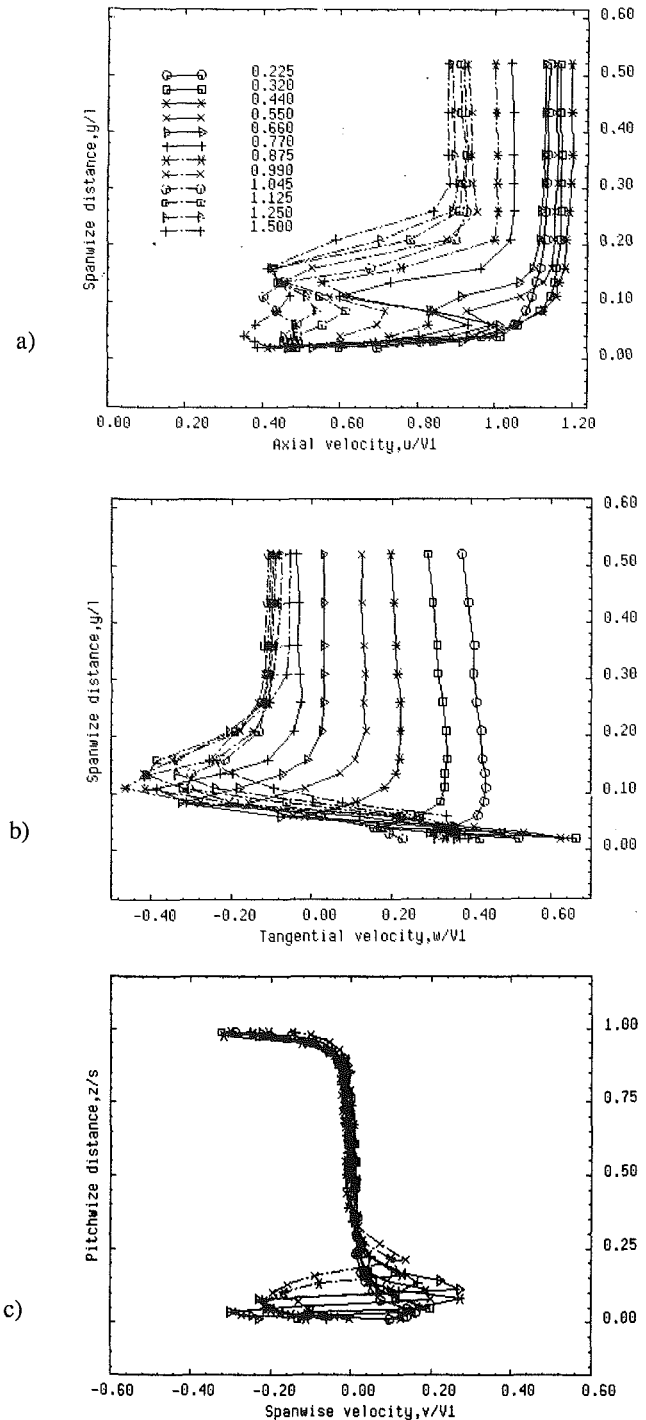 0.60
0.225
0.320
0.440
0.550
0.660
0.770
0.875
0.990
1.045
1.125
1.250
1.500
0.50
0.40
0.30
0.20
0.10
0.00
Spanwize distance,y/l
a)
0.00 0.20 0.40 0.60 0.80 1.00 1.20
Axial velocity,u/V1
0.60
0.50
0.40
0.30
0.20
0.10
0.00
Spanwize distance,y/l
b)
-0.40 -0.20 0.00 0.20 0.40 0.60
Tangential velocity,w/V1
1.00
0.75
0.50
0.25
0.00
Pitchwize distance,z/s
c)
-0.60 -0.40 -0.20 0.00 0.20 0.40 0.60
Spanwise velocity,v/V1